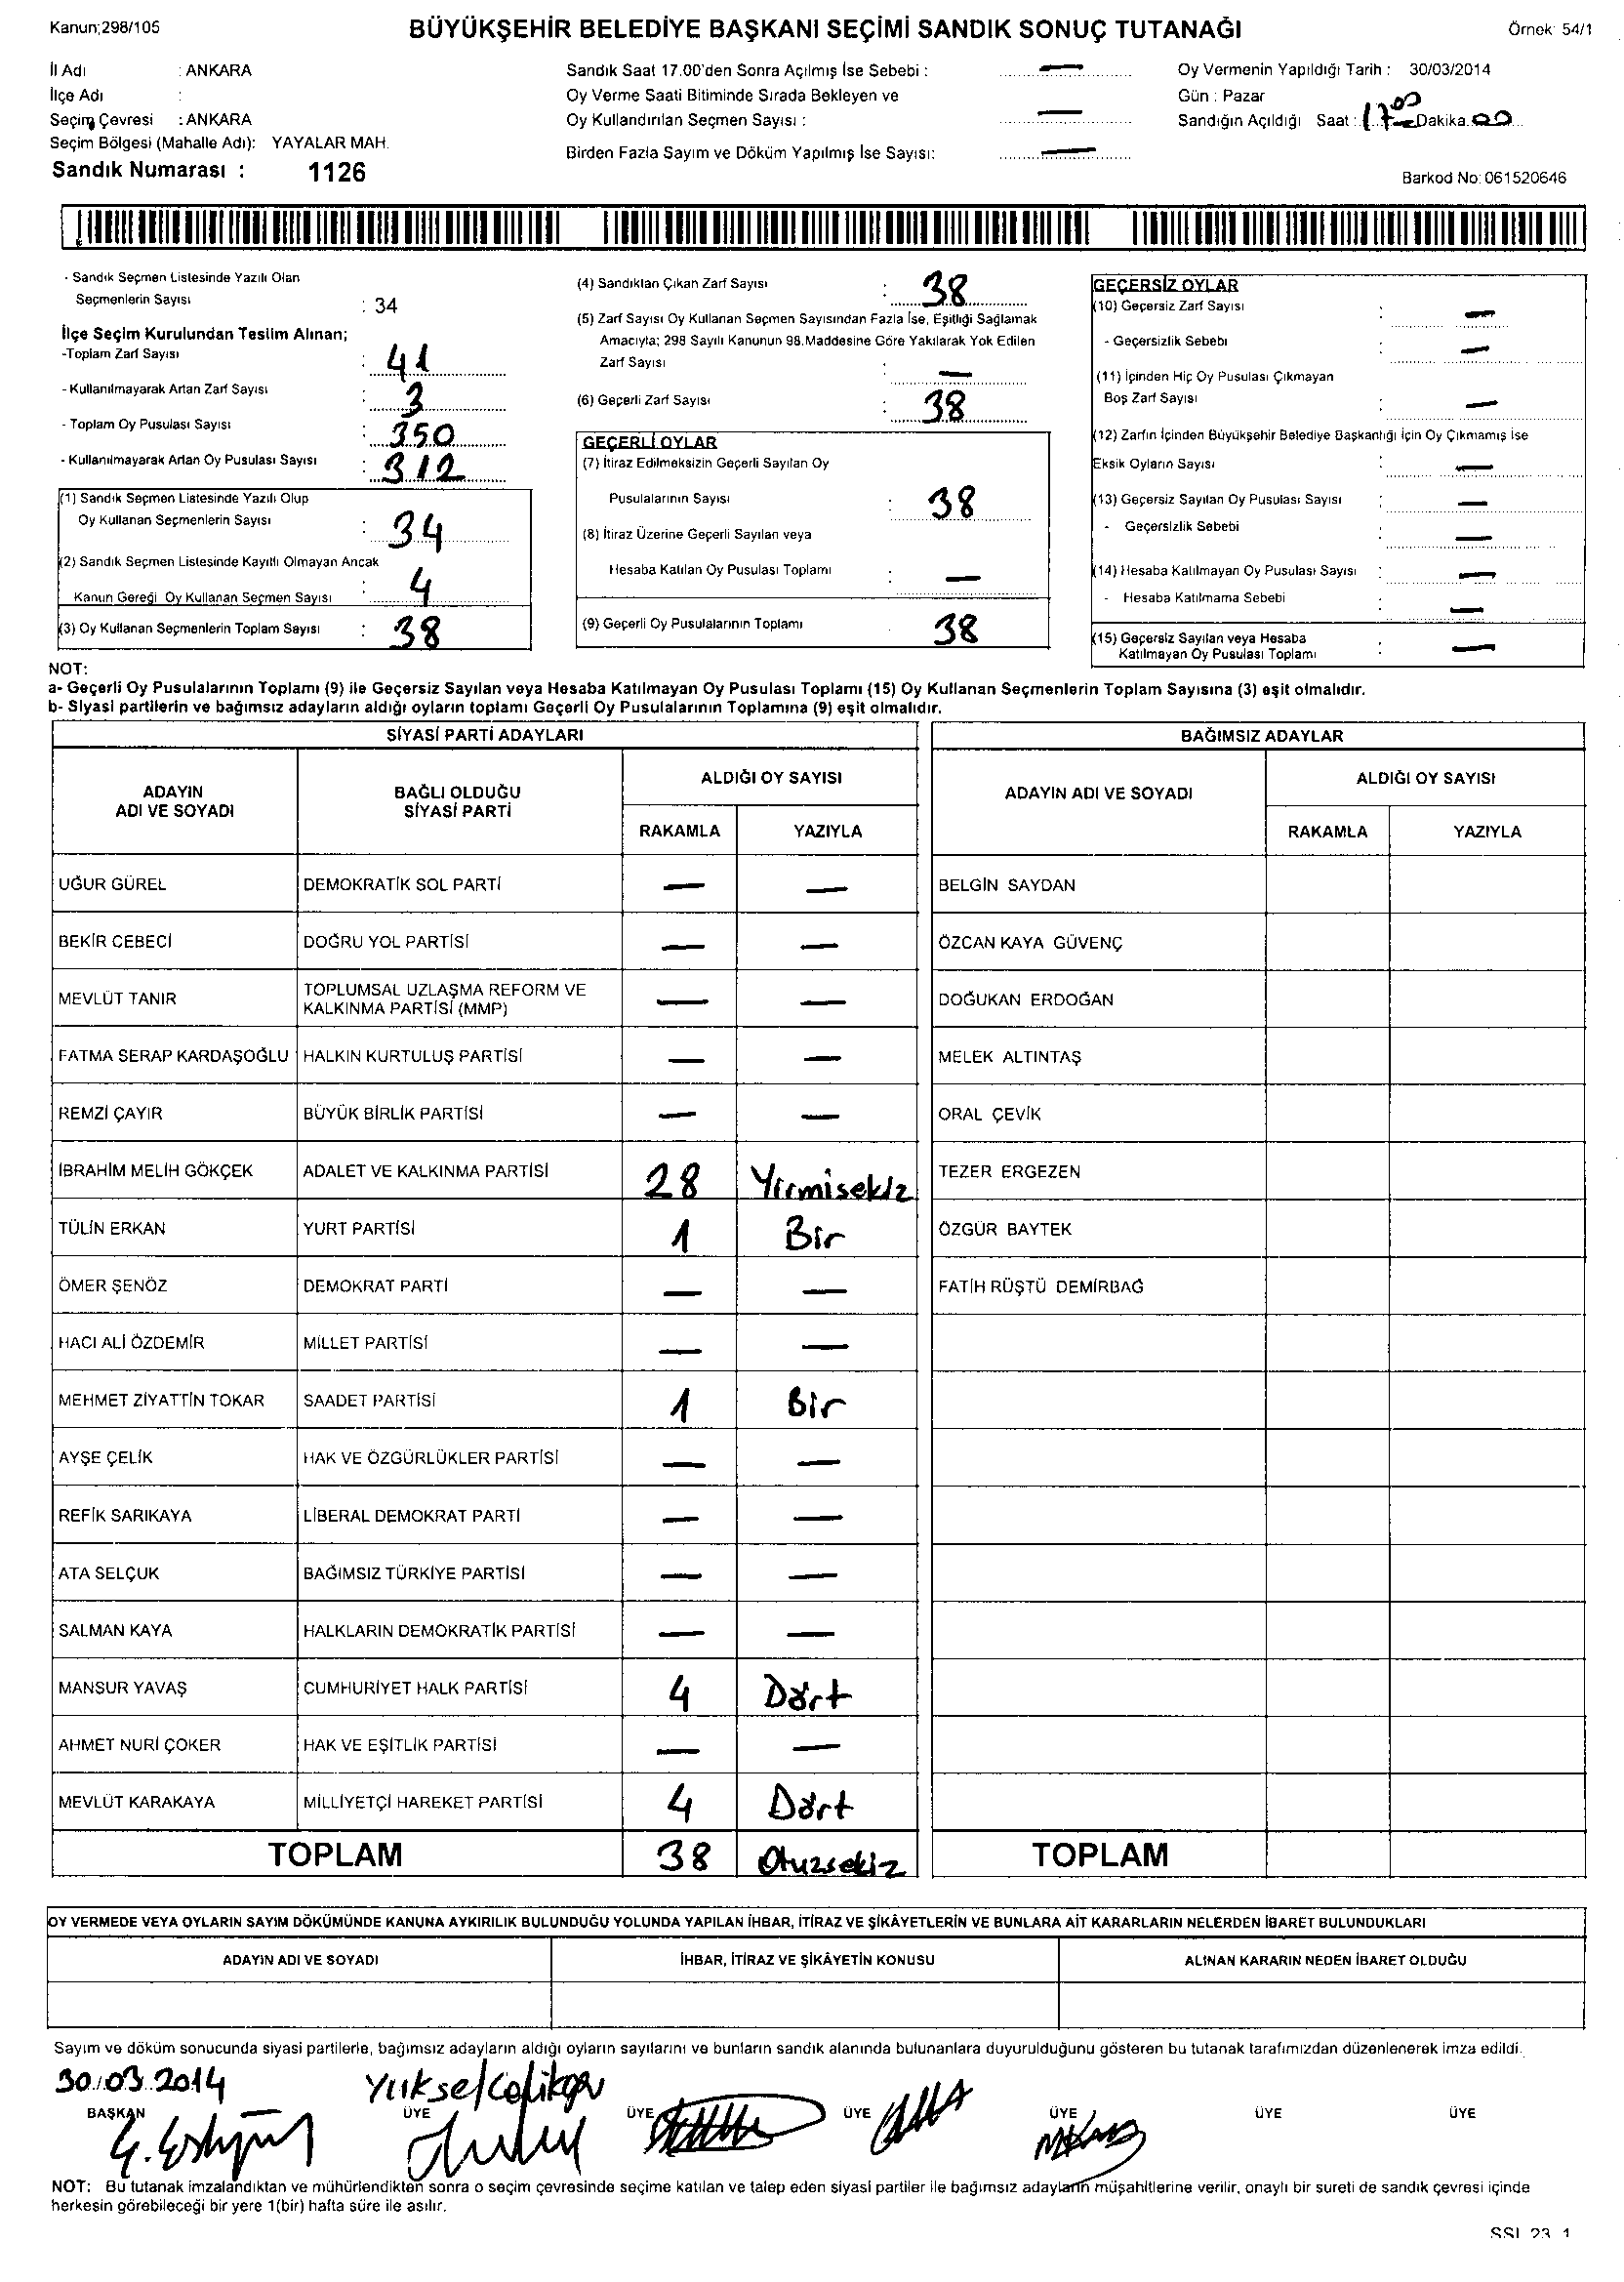 Kanun;298/105
BÜYÜKŞEHİR BELEDİYE BAŞKANI SEÇİMİ SANDIK SONUÇ TUTANAĞI
Örnek: 54/1
İl Adı : ANKARA
İlçe Adı :
Seçim Çevresi : ANKARA
Seçim Bölgesi (Mahalle Adı): YAYALAR MAH.
Sandık Numarası : 1126
Sandık Saat 17.00'den Sonra Açılmış İse Sebebi : —
Oy Verme Saati Bitiminde Sırada Bekleyen ve
Oy Kullandırılan Seçmen Sayısı : —
Birden Fazla Sayım ve Döküm Yapılmış İse Sayısı: —
Oy Vermenin Yapıldığı Tarih : 30/03/2014
Gün : Pazar
Sandığın Açıldığı Saat : 17 00 Dakika 00
Barkod No: 061520646
- Sandık Seçmen Listesinde Yazılı Olan
Seçmenlerin Sayısı : 34
İlçe Seçim Kurulundan Teslim Alınan;
-Toplam Zarf Sayısı : 41
- Kullanılmayarak Artan Zarf Sayısı : 3
- Toplam Oy Pusulası Sayısı : 350
- Kullanılmayarak Artan Oy Pusulası Sayısı : 312
(1) Sandık Seçmen Listesinde Yazılı Olup
Oy Kullanan Seçmenlerin Sayısı : 34
(2) Sandık Seçmen Listesinde Kayıtlı Olmayan Ancak
Kanun Gereği Oy Kullanan Seçmen Sayısı : 4
(3) Oy Kullanan Seçmenlerin Toplam Sayısı : 38
(4) Sandıktan Çıkan Zarf Sayısı : 38
(5) Zarf Sayısı Oy Kullanan Seçmen Sayısından Fazla İse, Eşitliği Sağlamak
Amacıyla; 298 Sayılı Kanunun 98.Maddesine Göre Yakılarak Yok Edilen
Zarf Sayısı : —
(6) Geçerli Zarf Sayısı : 38
GEÇERLİ OYLAR
(7) İtiraz Edilmeksizin Geçerli Sayılan Oy
Pusulalarının Sayısı : 38
(8) İtiraz Üzerine Geçerli Sayılan veya
Hesaba Katılan Oy Pusulası Toplamı : —
(9) Geçerli Oy Pusulalarının Toplamı 38
GEÇERSİZ OYLAR
(10) Geçersiz Zarf Sayısı : —
- Geçersizlik Sebebi : —
(11) İçinden Hiç Oy Pusulası Çıkmayan
Boş Zarf Sayısı : —
(12) Zarfın İçinden Büyükşehir Belediye Başkanlığı İçin Oy Çıkmamış İse
Eksik Oyların Sayısı : —
(13) Geçersiz Sayılan Oy Pusulası Sayısı : —
- Geçersizlik Sebebi : —
(14) Hesaba Katılmayan Oy Pusulası Sayısı : —
- Hesaba Katılmama Sebebi : —
(15) Geçersiz Sayılan veya Hesaba
Katılmayan Oy Pusulası Toplamı : —
NOT:
a- Geçerli Oy Pusulalarının Toplamı (9) ile Geçersiz Sayılan veya Hesaba Katılmayan Oy Pusulası Toplamı (15) Oy Kullanan Seçmenlerin Toplam Sayısına (3) eşit olmalıdır.
b- Siyasi partilerin ve bağımsız adayların aldığı oyların toplamı Geçerli Oy Pusulalarının Toplamına (9) eşit olmalıdır.
SİYASİ PARTİ ADAYLARI
ADAYIN ADI VE SOYADI
BAĞLI OLDUĞU SİYASİ PARTİ
ALDIĞI OY SAYISI
RAKAMLA YAZIYLA
UĞUR GÜREL DEMOKRATİK SOL PARTİ — —
BEKİR CEBECİ DOĞRU YOL PARTİSİ — —
MEVLÜT TANIR TOPLUMSAL UZLAŞMA REFORM VE KALKINMA PARTİSİ (MMP) — —
FATMA SERAP KARDAŞOĞLU HALKIN KURTULUŞ PARTİSİ — —
REMZİ ÇAYIR BÜYÜK BİRLİK PARTİSİ — —
İBRAHİM MELİH GÖKÇEK ADALET VE KALKINMA PARTİSİ 28 Yirmisekiz
TÜLİN ERKAN YURT PARTİSİ 1 Bir
ÖMER ŞENÖZ DEMOKRAT PARTİ — —
HACI ALİ ÖZDEMİR MİLLET PARTİSİ — —
MEHMET ZİYATTİN TOKAR SAADET PARTİSİ 1 Bir
AYŞE ÇELİK HAK VE ÖZGÜRLÜKLER PARTİSİ — —
REFİK SARIKAYA LİBERAL DEMOKRAT PARTİ — —
ATA SELÇUK BAĞIMSIZ TÜRKİYE PARTİSİ — —
SALMAN KAYA HALKLARIN DEMOKRATİK PARTİSİ — —
MANSUR YAVAŞ CUMHURİYET HALK PARTİSİ 4 Dört
AHMET NURİ ÇOKER HAK VE EŞİTLİK PARTİSİ — —
MEVLÜT KARAKAYA MİLLİYETÇİ HAREKET PARTİSİ 4 Dört
TOPLAM 38 Otuzsekiz
BAĞIMSIZ ADAYLAR
ADAYIN ADI VE SOYADI
ALDIĞI OY SAYISI
RAKAMLA YAZIYLA
BELGİN SAYDAN
ÖZCAN KAYA GÜVENÇ
DOĞUKAN ERDOĞAN
MELEK ALTINTAŞ
ORAL ÇEVİK
TEZER ERGEZEN
ÖZGÜR BAYTEK
FATİH RÜŞTÜ DEMİRBAĞ
TOPLAM
OY VERMEDE VEYA OYLARIN SAYIM DÖKÜMÜNDE KANUNA AYKIRILIK BULUNDUĞU YOLUNDA YAPILAN İHBAR, İTİRAZ VE ŞİKÂYETLERİN VE BUNLARA AİT KARARLARIN NELERDEN İBARET BULUNDUKLARI
ADAYIN ADI VE SOYADI
İHBAR, İTİRAZ VE ŞİKÂYETİN KONUSU
ALINAN KARARIN NEDEN İBARET OLDUĞU
Sayım ve döküm sonucunda siyasi partilerle, bağımsız adayların aldığı oyların sayılarını ve bunların sandık alanında bulunanlara duyurulduğunu gösteren bu tutanak tarafımızdan düzenlenerek imza edildi.
30.03.2014 Yüksel
BAŞKAN ÜYE ÜYE ÜYE ÜYE ÜYE ÜYE
NOT: Bu tutanak imzalandıktan ve mühürlendikten sonra o seçim çevresinde seçime katılan ve talep eden siyasi partiler ile bağımsız adayların müşahitlerine verilir, onaylı bir sureti de sandık çevresi içinde
herkesin görebileceği bir yere 1(bir) hafta süre ile asılır.